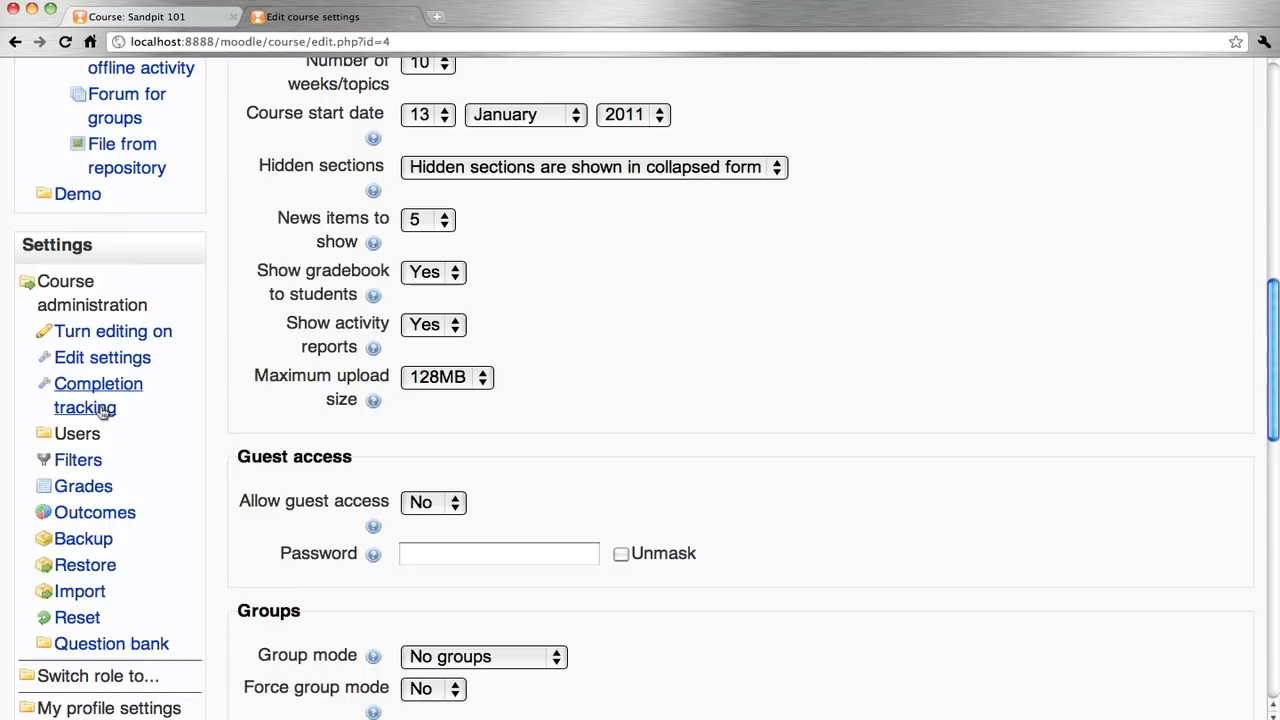 Course: Sandpit 101
Edit course settings
localhost:8888/moodle/course/edit.php?id=4
offline activity
Forum for
groups
File from
repository
Demo
Settings
Course
administration
Turn editing on
Edit settings
Completion
tracking
Users
Filters
Grades
Outcomes
Backup
Restore
Import
Reset
Question bank
Switch role to...
My profile settings
Number of
weeks/topics
10
Course start date
13
January
2011
Hidden sections
Hidden sections are shown in collapsed form
News items to
show
5
Show gradebook
to students
Yes
Show activity
reports
Yes
Maximum upload
size
128MB
Guest access
Allow guest access
No
Password
Unmask
Groups
Group mode
No groups
Force group mode
No